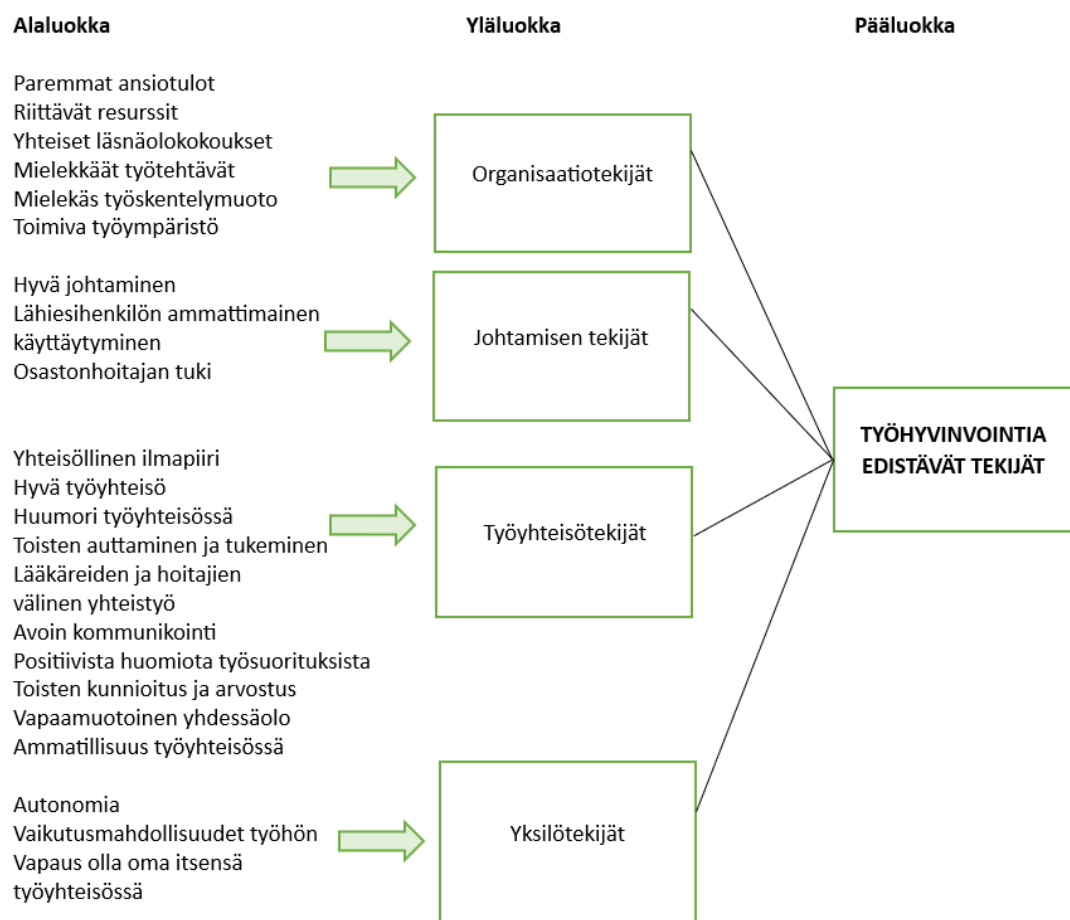 Alaluokka
Yläluokka
Pääluokka
Paremmat ansiotulot
Riittävät resurssit
Yhteiset läsnäolokokoukset
Mielekkäät työtehtävät
Mielekäs työskentelymuoto
Toimiva työympäristö
Organisaatiotekijät
Hyvä johtaminen
Lähiesihenkilön ammattimainen
käyttäytyminen
Osastonhoitajan tuki
Johtamisen tekijät
Yhteisöllinen ilmapiiri
Hyvä työyhteisö
Huumori työyhteisössä
Toisten auttaminen ja tukeminen
Lääkäreiden ja hoitajien
välinen yhteistyö
Avoin kommunikointi
Positiivista huomiota työsuorituksista
Toisten kunnioitus ja arvostus
Vapaamuotoinen yhdessäolo
Ammatillisuus työyhteisössä
Työyhteisötekijät
Autonomia
Vaikutusmahdollisuudet työhön
Vapaus olla oma itsensä
työyhteisössä
Yksilötekijät
TYÖHYVINVOINTIA
EDISTÄVÄT TEKIJÄT